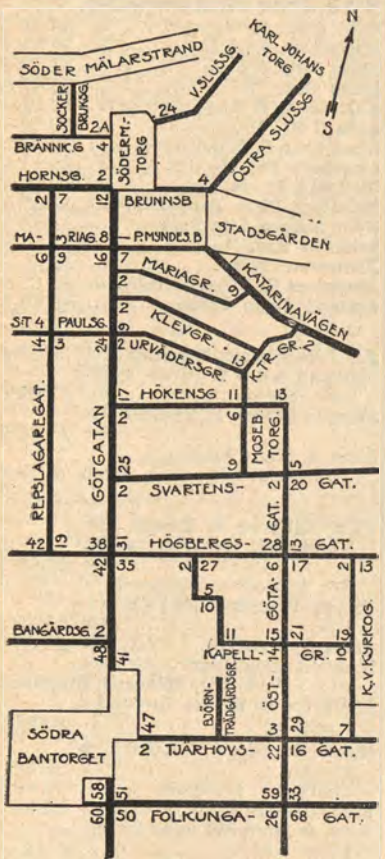 KARL JOHANS
TORG
N
S
SÖDER MÄLARSTRAND
V. SLUSSG
24
ÖSTRA SLUSSG
SOCKER
BRUKSG
2A
SÖDERM.-
TORG
BRÄNNK.G 4
HORNSG. 2
4
BRUNNSB
STADSGÅRDEN
2 7 12
MA- RIAG. 8 P. MYNDES. B
6 9 16 7
MARIAGR. 9
KATARINAVÄGEN
2
KLEVGR.
S:T 4 PAULSG. 9
14 3 24 2
URVÄDERSGR. 13
K. TR. GR. 2
17 HÖKENSG 11 13
2 6
MOSEB. TORG.
REPSLAGAREGAT.
GÖTGATAN
25 9 5
2 SVARTENS- 2 20 GAT.
GAT.
42 19 38 31 HÖGBERGS- 28 13 GAT.
42 35 2 27 6 17 2 13
5
10
GÖTA-
ÖST-
BANGÅRDSG. 2
11 15 21 19
KAPELL- 14 GR. 10
48 41
BJÖRN-
TRÄDGÅRDSGR.
K. V. KYRKOG.
47 3 29 7
SÖDRA
BANTORGET
2 TJÄRHOVS- 22 16 GAT.
58 51 59 33
60 50 FOLKUNGA- 26 68 GAT.